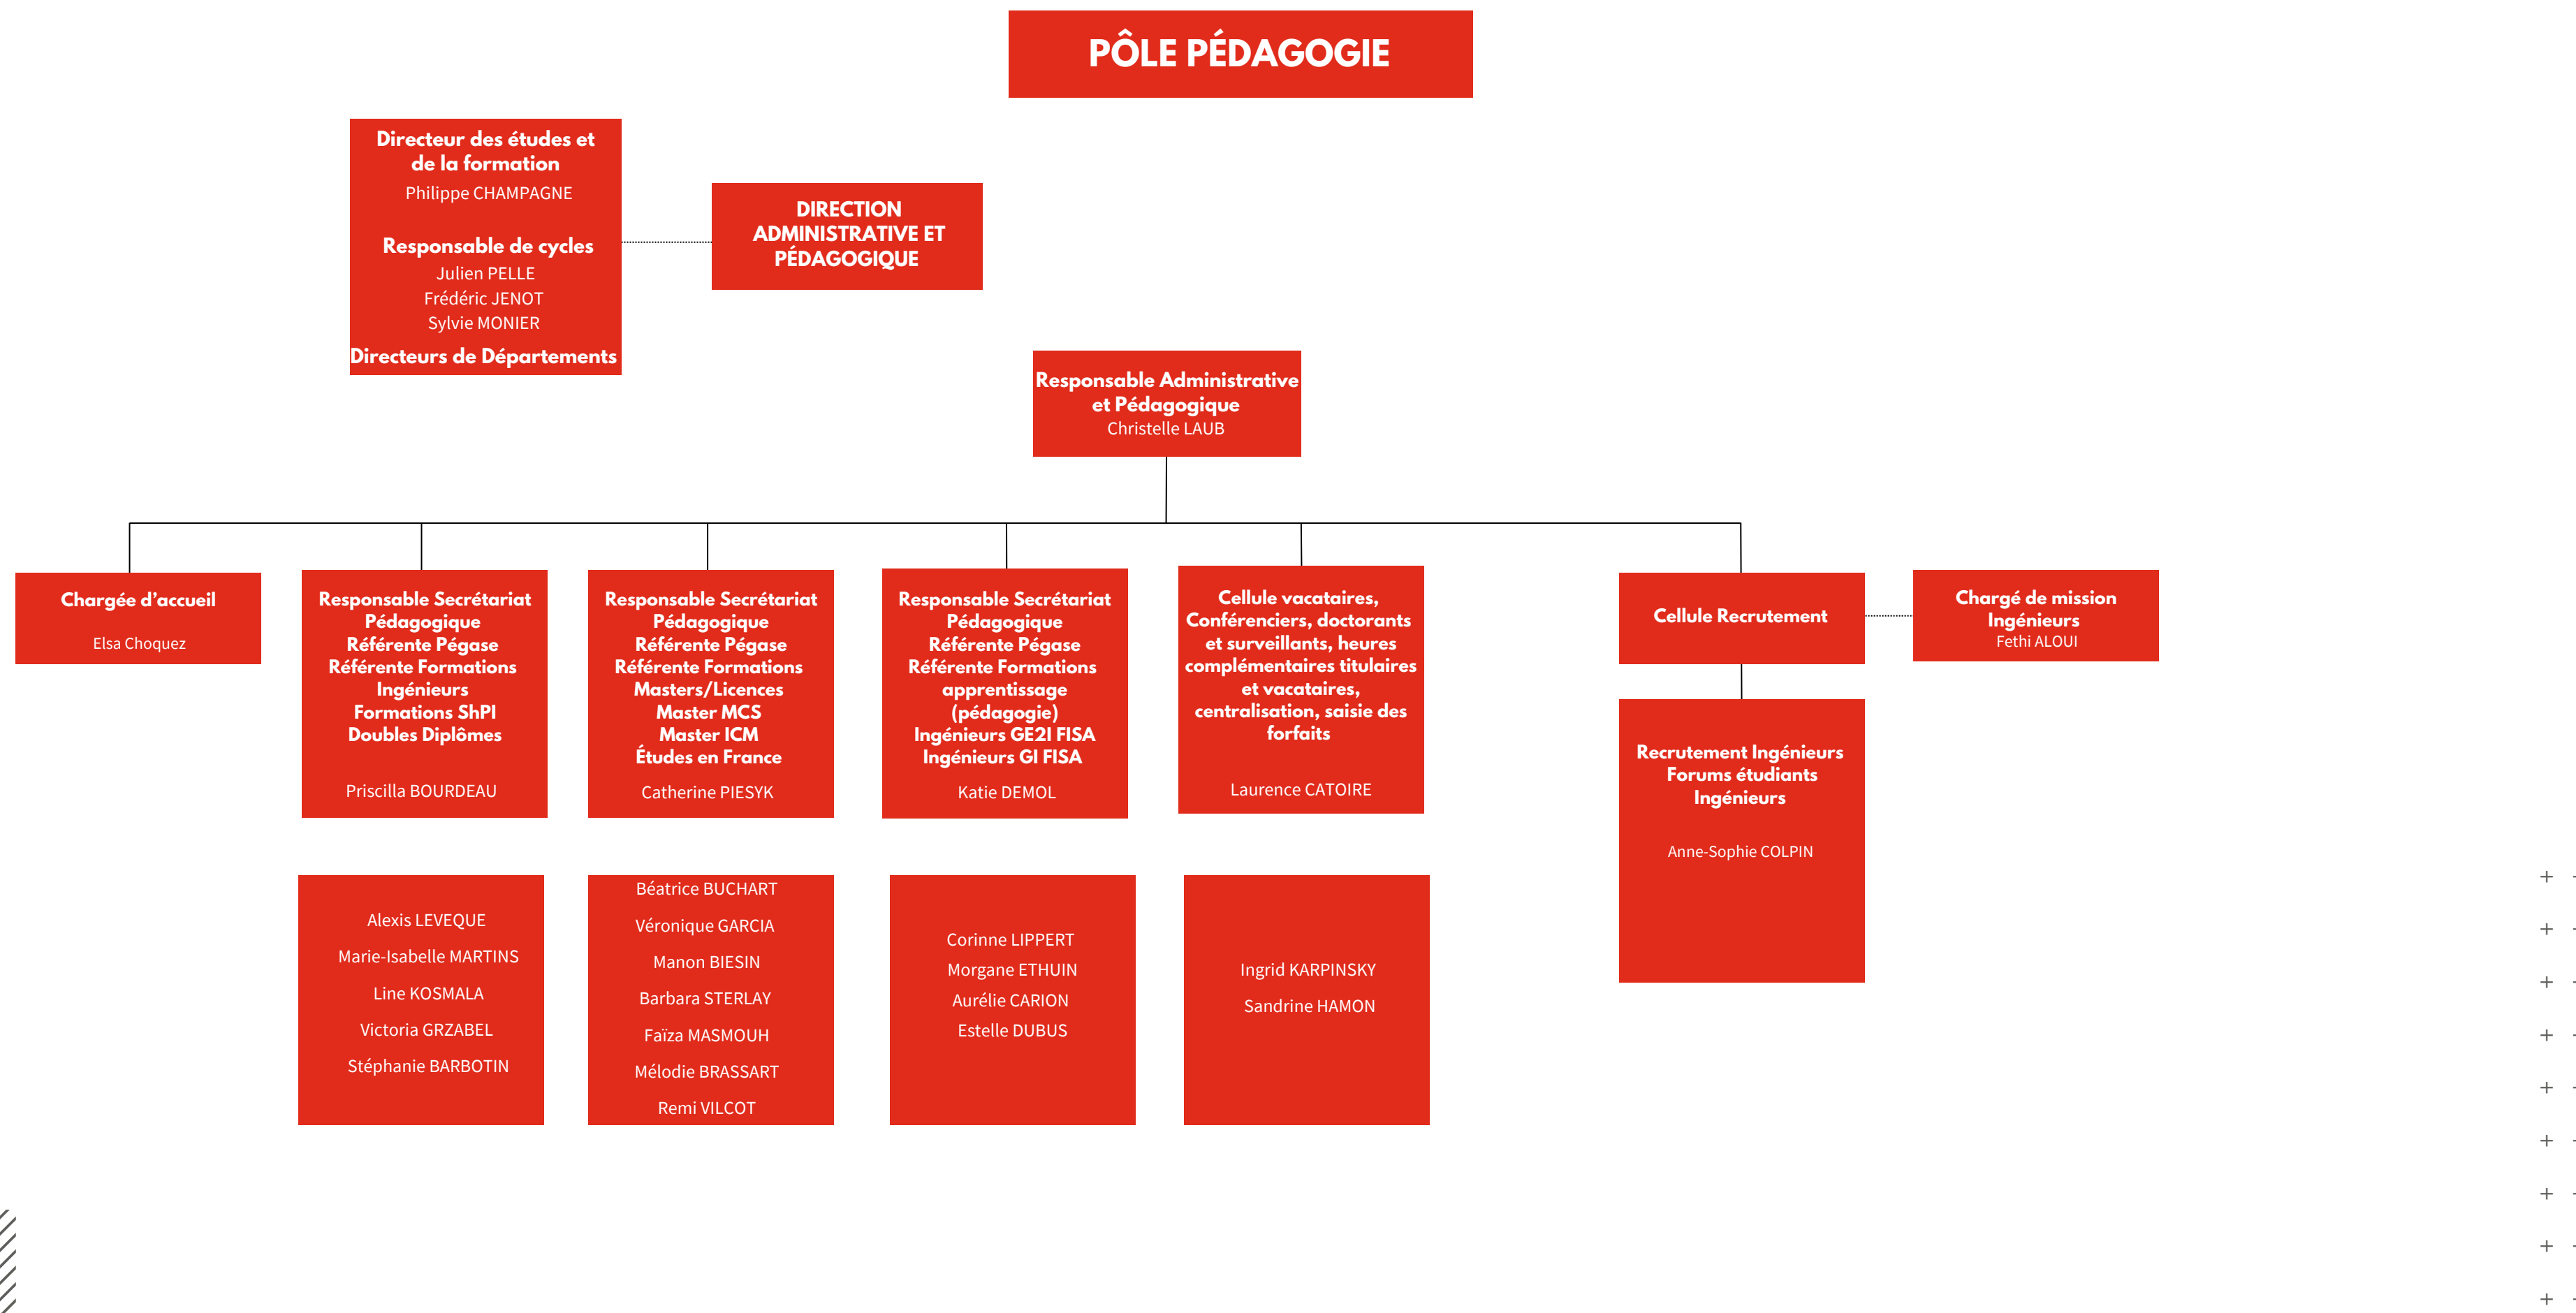 PÔLE PÉDAGOGIE
Directeur des études et
de la formation
Philippe CHAMPAGNE
Responsable de cycles
Julien PELLE
Frédéric JENOT
Sylvie MONIER
Directeurs de Départements
DIRECTION
ADMINISTRATIVE ET
PÉDAGOGIQUE
Responsable Administrative
et Pédagogique
Christelle LAUB
Chargée d'accueil
Elsa Choquez
Responsable Secrétariat
Pédagogique
Référente Pégase
Référente Formations
Ingénieurs
Formations ShPI
Doubles Diplômes
Priscilla BOURDEAU
Responsable Secrétariat
Pédagogique
Référente Pégase
Référente Formations
Masters/Licences
Master MCS
Master ICM
Études en France
Catherine PIESYK
Responsable Secrétariat
Pédagogique
Référente Pégase
Référente Formations
apprentissage
(pédagogie)
Ingénieurs GE2I FISA
Ingénieurs GI FISA
Katie DEMOL
Cellule vacataires,
Conférenciers, doctorants
et surveillants, heures
complémentaires titulaires
et vacataires,
centralisation, saisie des
forfaits
Laurence CATOIRE
Cellule Recrutement
Chargé de mission
Ingénieurs
Fethi ALOUI
Recrutement Ingénieurs
Forums étudiants
Ingénieurs
Anne-Sophie COLPIN
Alexis LEVEQUE
Marie-Isabelle MARTINS
Line KOSMALA
Victoria GRZABEL
Stéphanie BARBOTIN
Béatrice BUCHART
Véronique GARCIA
Manon BIESIN
Barbara STERLAY
Faïza MASMOUH
Mélodie BRASSART
Remi VILCOT
Corinne LIPPERT
Morgane ETHUIN
Aurélie CARION
Estelle DUBUS
Ingrid KARPINSKY
Sandrine HAMON